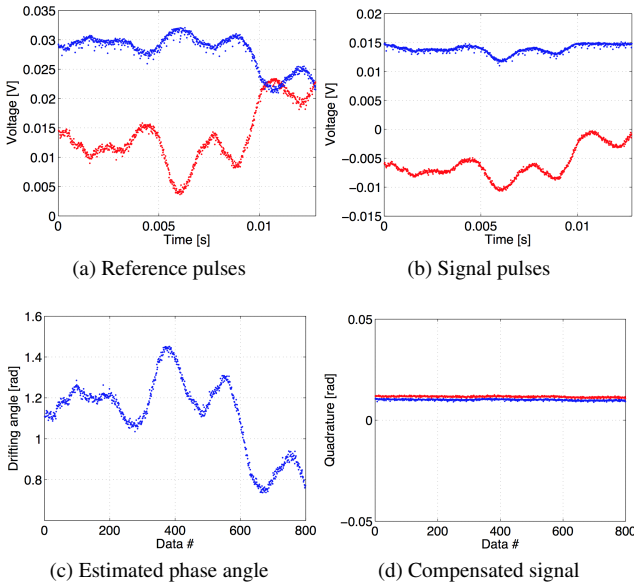 0.035
0.03
0.025
0.02
0.015
0.01
0.005
0
Voltage [V]
0 0.005 0.01
Time [s]
(a) Reference pulses
0.02
0.015
0.01
0.005
0
−0.005
−0.01
−0.015
Voltage [V]
0 0.005 0.01
Time [s]
(b) Signal pulses
1.6
1.4
1.2
1
0.8
Drifting angle [rad]
0 200 400 600 800
Data #
(c) Estimated phase angle
0.05
0
−0.05
Quadrature [rad]
0 200 400 600 800
Data #
(d) Compensated signal